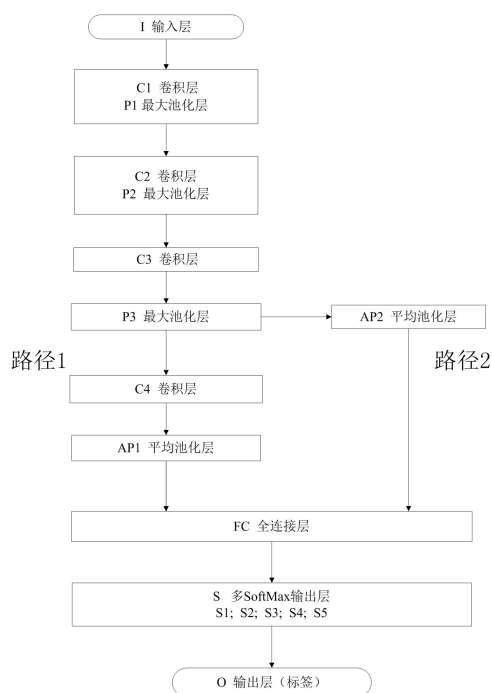 I 输入层
C1 卷积层
P1 最大池化层
C2 卷积层
P2 最大池化层
C3 卷积层
P3 最大池化层
AP2 平均池化层
路径1
路径2
C4 卷积层
AP1 平均池化层
FC 全连接层
S 多SoftMax输出层
S1; S2; S3; S4; S5
O 输出层（标签）